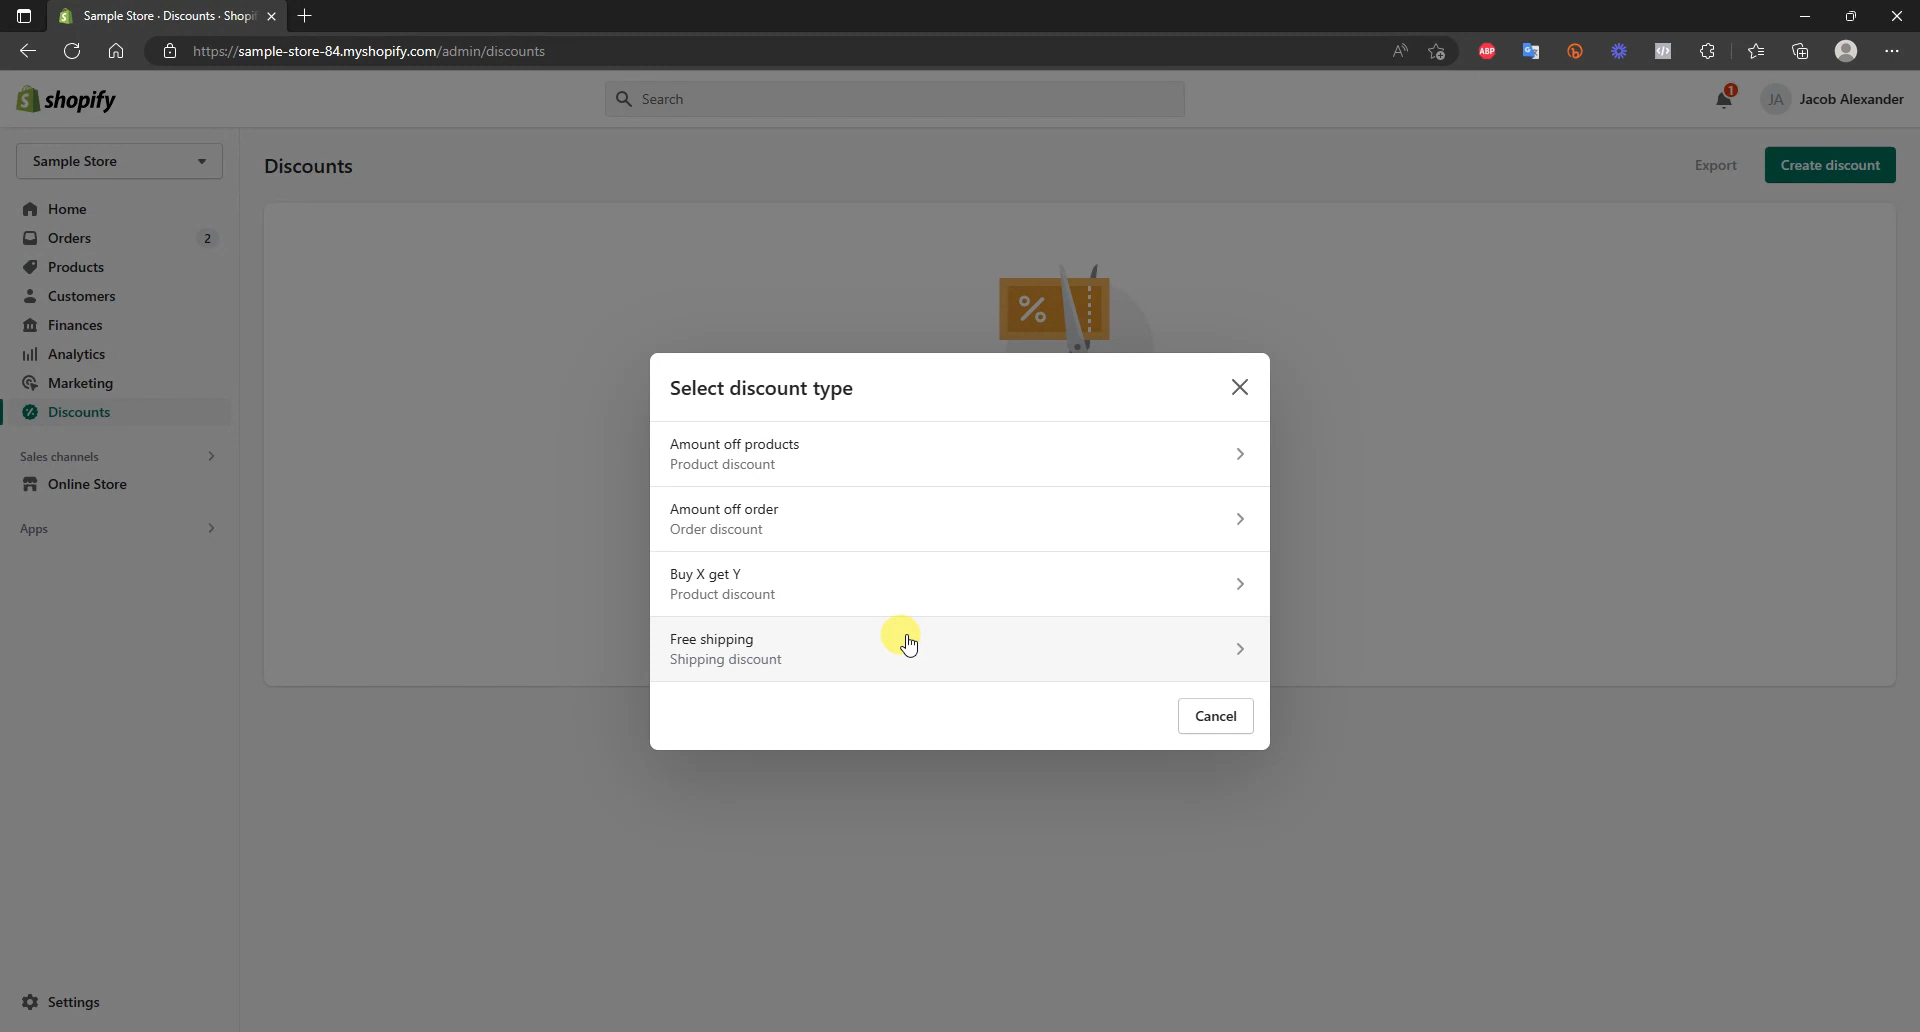 Sample Store · Discounts · Shopif
https://sample-store-84.myshopify.com/admin/discounts
ABP
shopify
Search
1
JA
Jacob Alexander
Sample Store
Discounts
Export
Create discount
Home
Orders
2
Products
Customers
Finances
Analytics
Marketing
Discounts
Sales channels
Online Store
Apps
Settings
%
Select discount type
Amount off products
Product discount
Amount off order
Order discount
Buy X get Y
Product discount
Free shipping
Shipping discount
Cancel